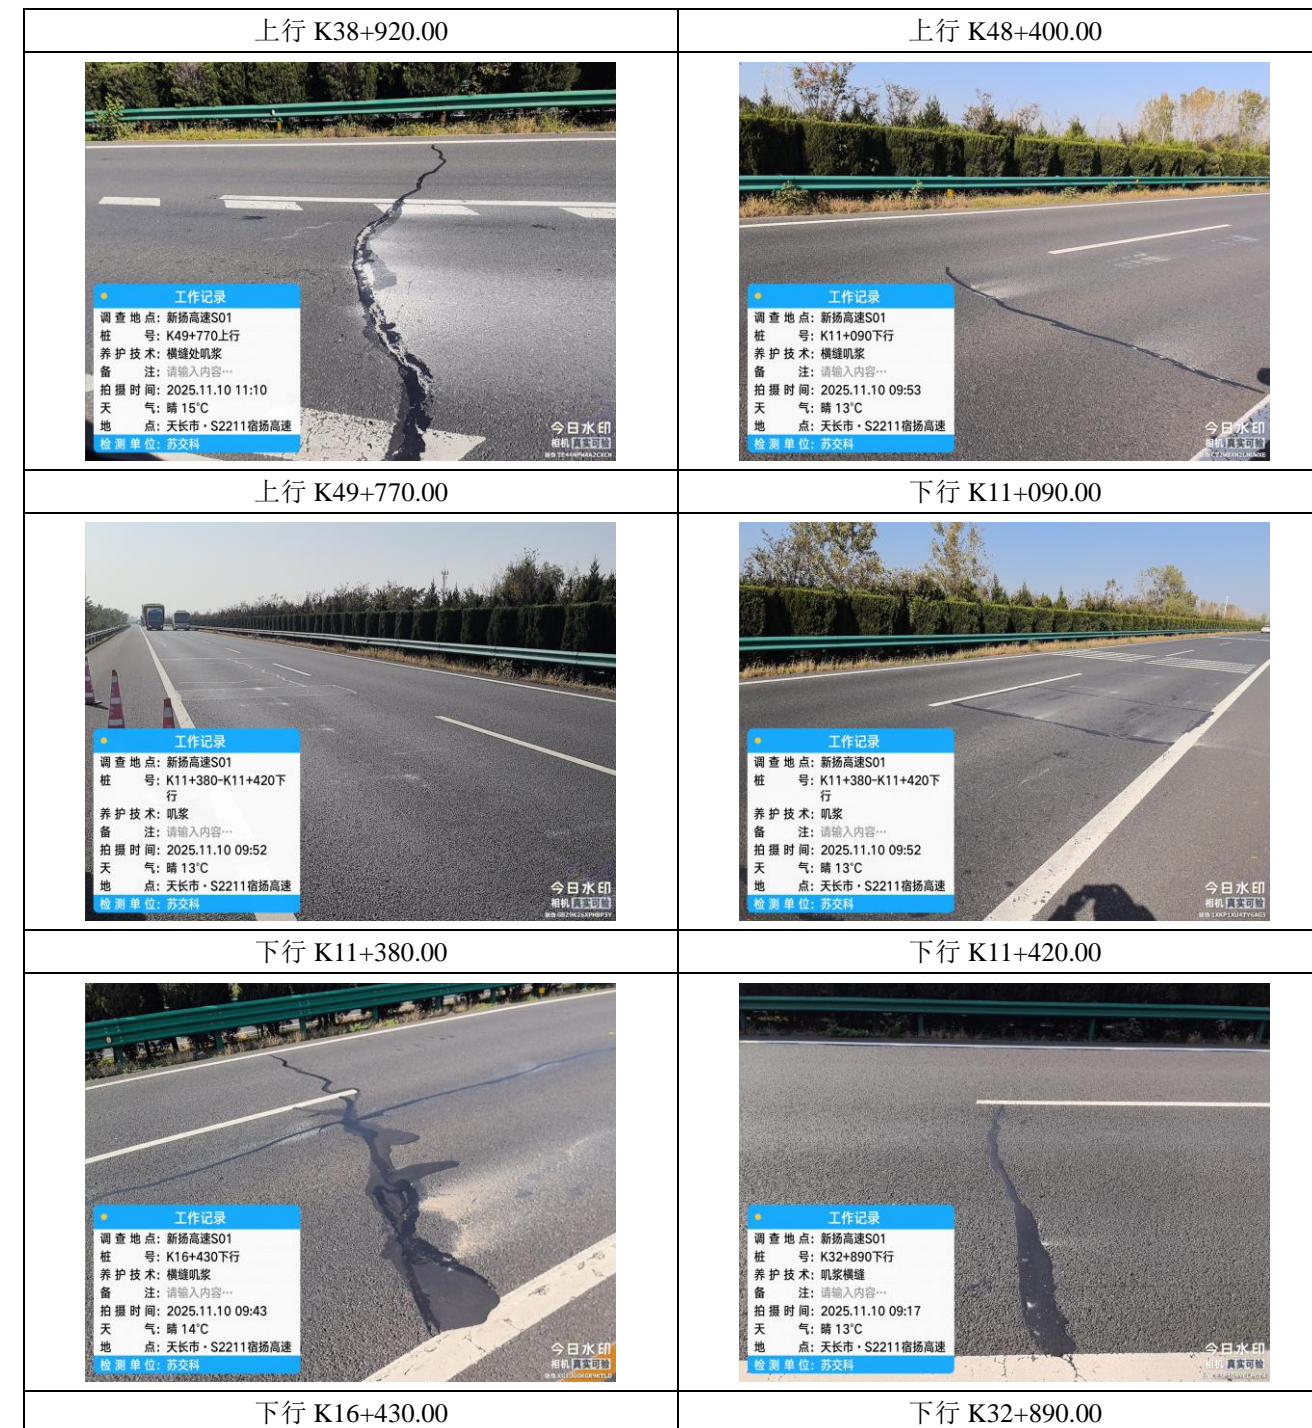 上行 K38+920.00
上行 K48+400.00
工作记录
调查地点: 新扬高速S01
桩 号: K49+770上行
养护技术: 横缝处唧浆
备 注: 请输入内容…
拍摄时间: 2025.11.10 11:10
天 气: 晴 15°C
地 点: 天长市·S2211宿扬高速
检测单位: 苏交科
今日水印
相机 真实可验
工作记录
调查地点: 新扬高速S01
桩 号: K11+090下行
养护技术: 横缝唧浆
备 注: 请输入内容…
拍摄时间: 2025.11.10 09:53
天 气: 晴 13°C
地 点: 天长市·S2211宿扬高速
检测单位: 苏交科
今日水印
相机 真实可验
上行 K49+770.00
下行 K11+090.00
工作记录
调查地点: 新扬高速S01
桩 号: K11+380-K11+420下
行
养护技术: 唧浆
备 注: 请输入内容…
拍摄时间: 2025.11.10 09:52
天 气: 晴 13°C
地 点: 天长市·S2211宿扬高速
检测单位: 苏交科
今日水印
相机 真实可验
工作记录
调查地点: 新扬高速S01
桩 号: K11+380-K11+420下
行
养护技术: 唧浆
备 注: 请输入内容…
拍摄时间: 2025.11.10 09:52
天 气: 晴 13°C
地 点: 天长市·S2211宿扬高速
检测单位: 苏交科
今日水印
相机 真实可验
下行 K11+380.00
下行 K11+420.00
工作记录
调查地点: 新扬高速S01
桩 号: K16+430下行
养护技术: 横缝唧浆
备 注: 请输入内容…
拍摄时间: 2025.11.10 09:43
天 气: 晴 14°C
地 点: 天长市·S2211宿扬高速
检测单位: 苏交科
今日水印
相机 真实可验
工作记录
调查地点: 新扬高速S01
桩 号: K32+890下行
养护技术: 唧浆横缝
备 注: 请输入内容…
拍摄时间: 2025.11.10 09:17
天 气: 晴 13°C
地 点: 天长市·S2211宿扬高速
检测单位: 苏交科
今日水印
相机 真实可验
下行 K16+430.00
下行 K32+890.00